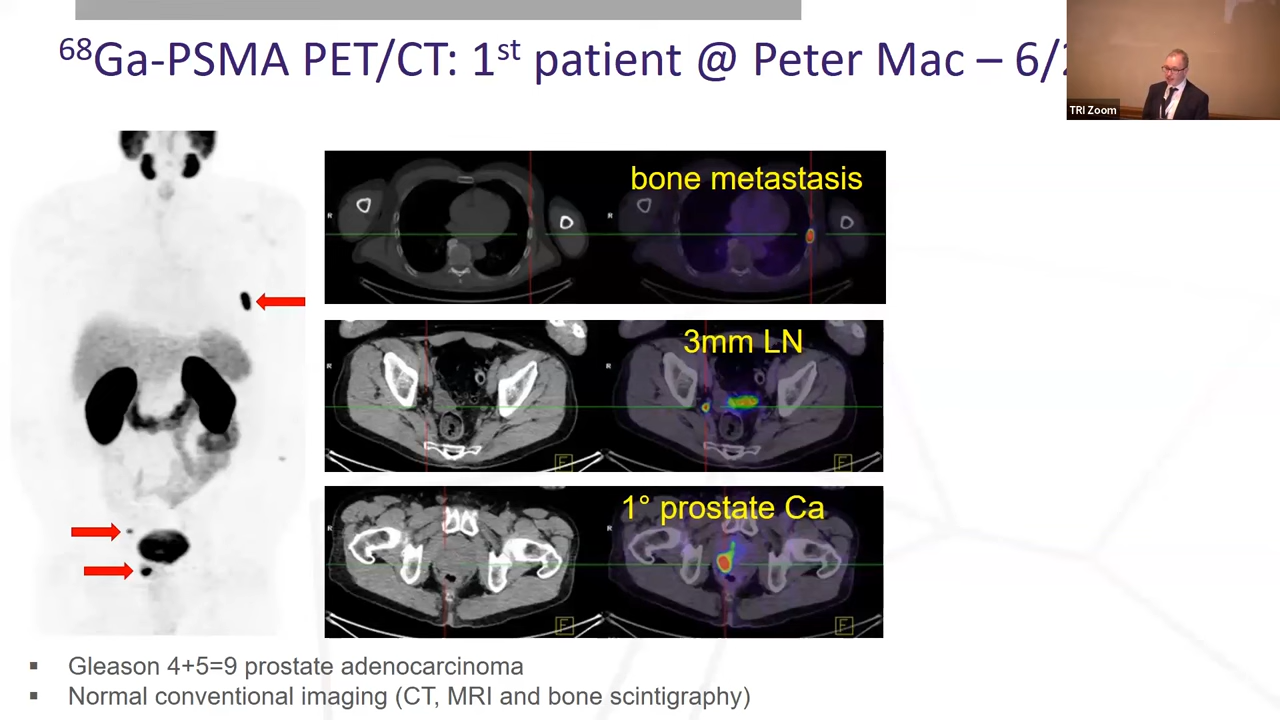 ⁶⁸Ga-PSMA PET/CT: 1ˢᵗ patient @ Peter Mac – 6/
TRI Zoom
bone metastasis
R
R
3mm LN
R
R
F
F
1° prostate Ca
R
R
F
F
▪ Gleason 4+5=9 prostate adenocarcinoma
▪ Normal conventional imaging (CT, MRI and bone scintigraphy)